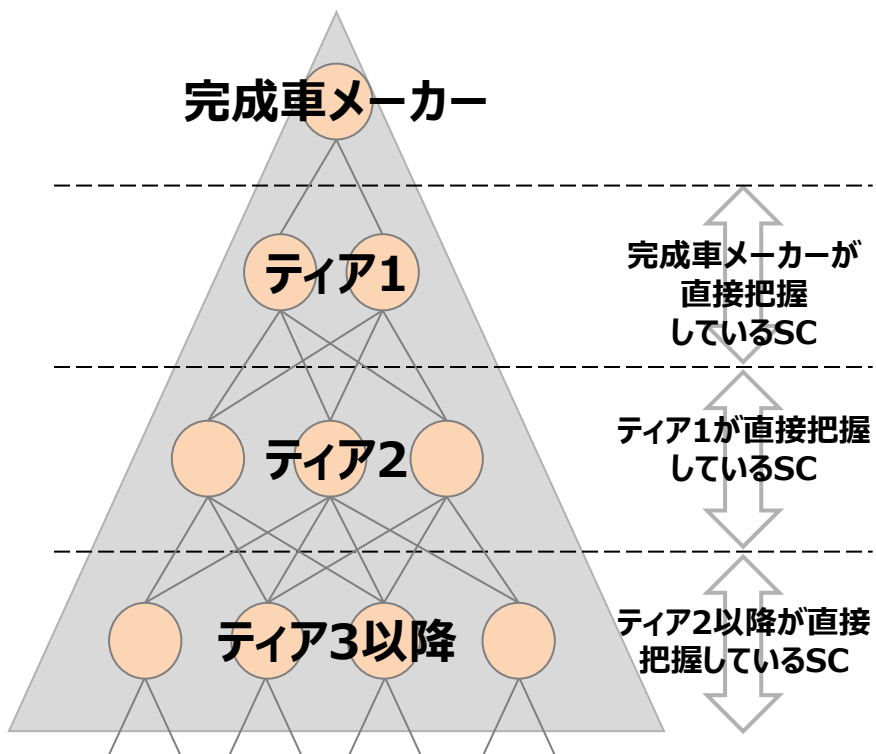 完成車メーカー
ティア1
完成車メーカーが
直接把握
しているSC
ティア2
ティア1が直接把握
しているSC
ティア3以降
ティア2以降が直接
把握しているSC